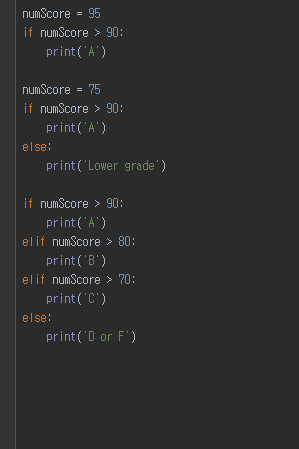 numScore = 95
if numScore > 90:
    print('A')

numScore = 75
if numScore > 90:
    print('A')
else:
    print('Lower grade')

if numScore > 90:
    print('A')
elif numScore > 80:
    print('B')
elif numScore > 70:
    print('C')
else:
    print('D or F')